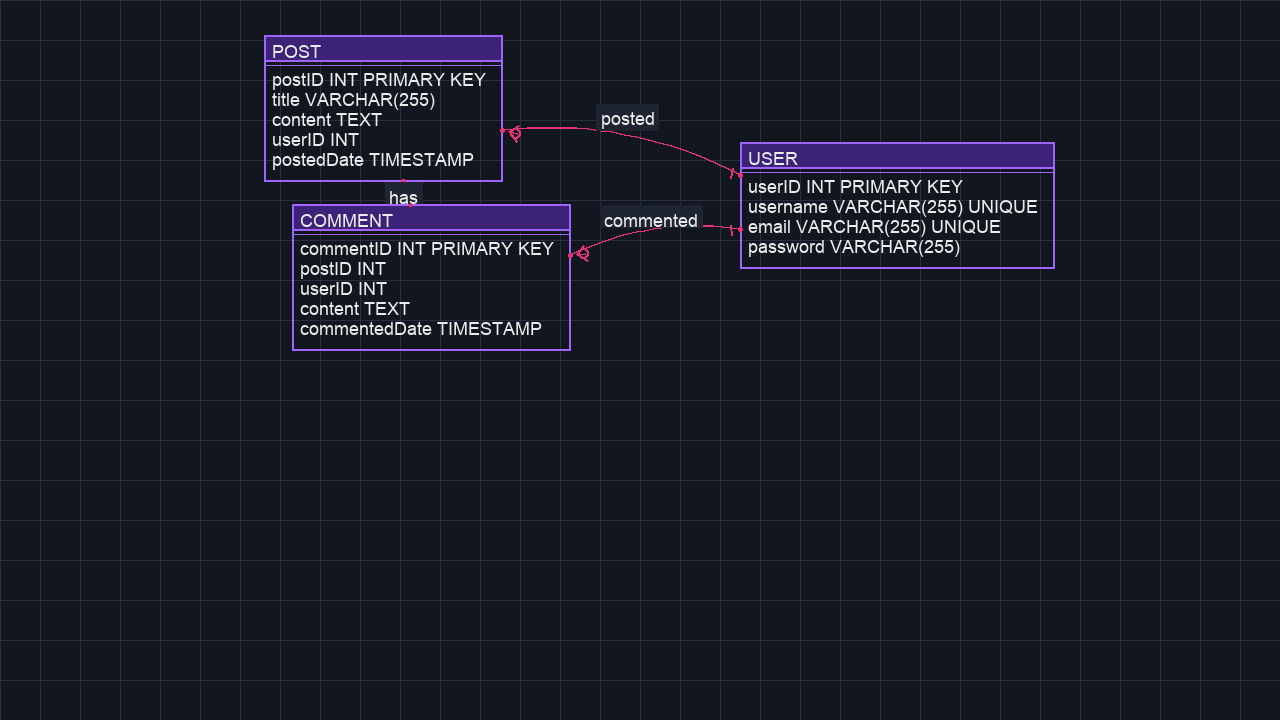 POST
postID INT PRIMARY KEY
title VARCHAR(255)
content TEXT
userID INT
postedDate TIMESTAMP
has
COMMENT
commentID INT PRIMARY KEY
postID INT
userID INT
content TEXT
commentedDate TIMESTAMP
posted
commented
USER
userID INT PRIMARY KEY
username VARCHAR(255) UNIQUE
email VARCHAR(255) UNIQUE
password VARCHAR(255)